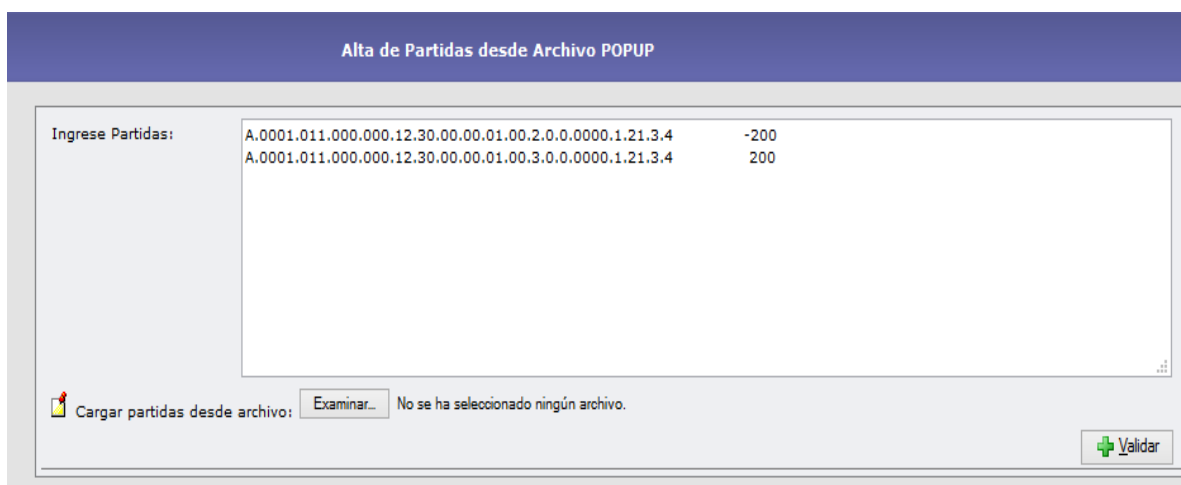 Alta de Partidas desde Archivo POPUP
Ingrese Partidas:
A.0001.011.000.000.12.30.00.00.01.00.2.0.0.0000.1.21.3.4 -200
A.0001.011.000.000.12.30.00.00.01.00.3.0.0.0000.1.21.3.4 200
Cargar partidas desde archivo: Examinar... No se ha seleccionado ningún archivo.
Validar